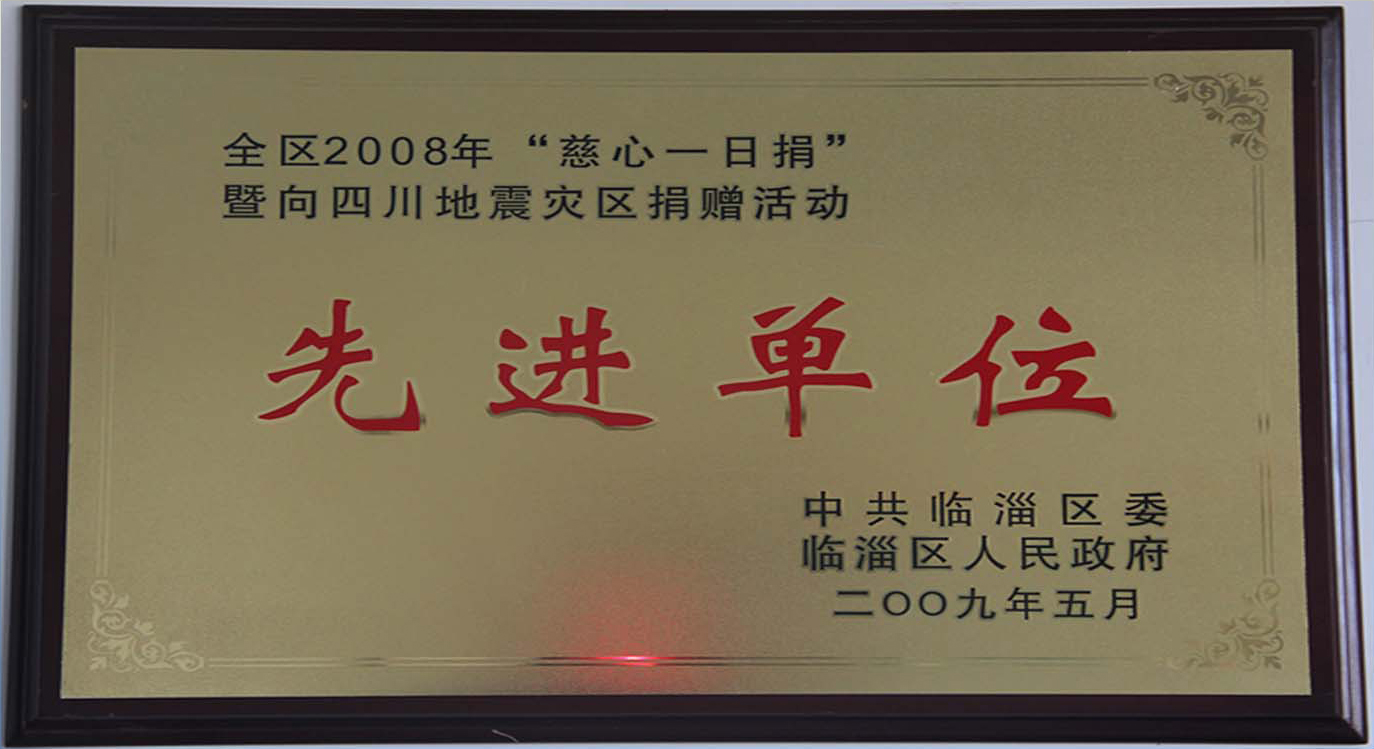 全区2008年“慈心一日捐”
暨向四川地震灾区捐赠活动
先进单位
中共临淄区委
临淄区人民政府
二〇〇九年五月